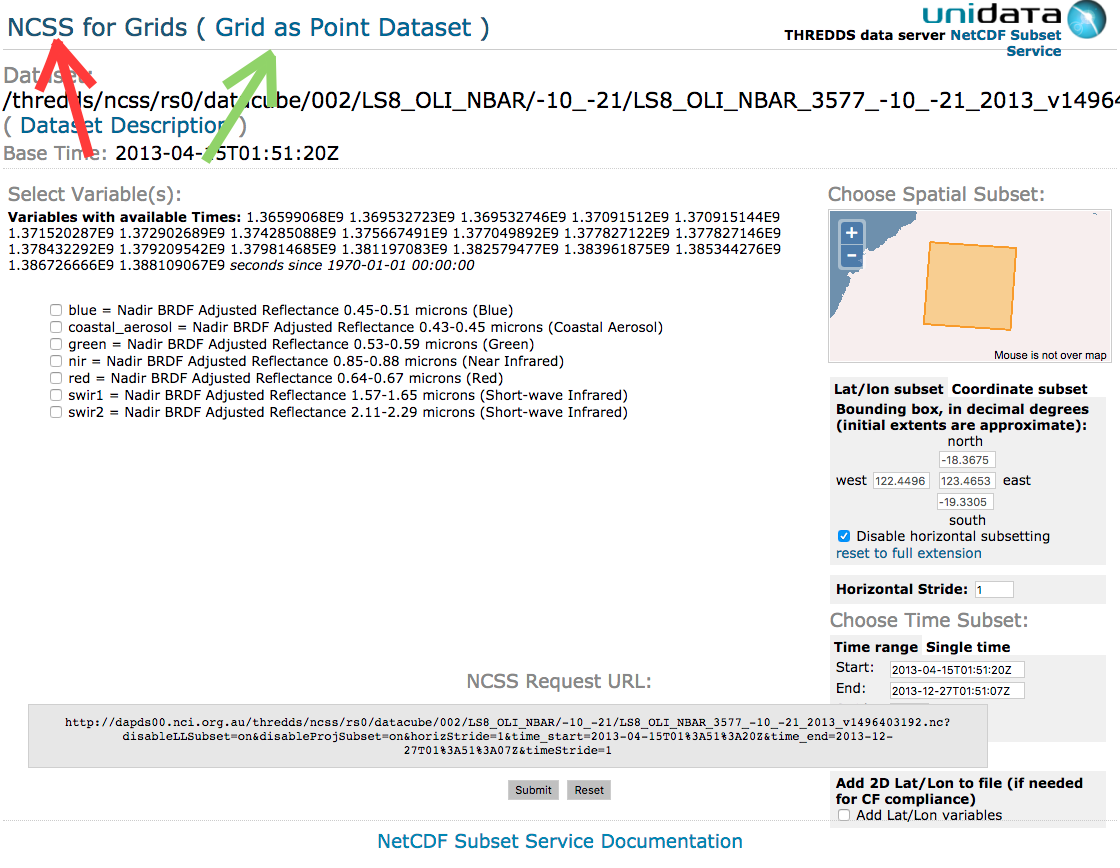 NCSS for Grids ( Grid as Point Dataset )
unidata
THREDDS data server NetCDF Subset
Service
Dataset:
/thredds/ncss/rs0/datacube/002/LS8_OLI_NBAR/-10_-21/LS8_OLI_NBAR_3577_-10_-21_2013_v14964
( Dataset Description )
Base Time: 2013-04-15T01:51:20Z
Select Variable(s):
Variables with available Times: 1.36599068E9 1.369532723E9 1.369532746E9 1.37091512E9 1.370915144E9
1.371520287E9 1.372902689E9 1.374285088E9 1.375667491E9 1.377049892E9 1.377827122E9 1.377827146E9
1.378432292E9 1.379209542E9 1.379814685E9 1.381197083E9 1.382579477E9 1.383961875E9 1.385344276E9
1.386726666E9 1.388109067E9 seconds since 1970-01-01 00:00:00
blue = Nadir BRDF Adjusted Reflectance 0.45-0.51 microns (Blue)
coastal_aerosol = Nadir BRDF Adjusted Reflectance 0.43-0.45 microns (Coastal Aerosol)
green = Nadir BRDF Adjusted Reflectance 0.53-0.59 microns (Green)
nir = Nadir BRDF Adjusted Reflectance 0.85-0.88 microns (Near Infrared)
red = Nadir BRDF Adjusted Reflectance 0.64-0.67 microns (Red)
swir1 = Nadir BRDF Adjusted Reflectance 1.57-1.65 microns (Short-wave Infrared)
swir2 = Nadir BRDF Adjusted Reflectance 2.11-2.29 microns (Short-wave Infrared)
Choose Spatial Subset:
+
−
Mouse is not over map
Lat/lon subset Coordinate subset
Bounding box, in decimal degrees
(initial extents are approximate):
north
-18.3675
west 122.4496 123.4653 east
-19.3305
south
Disable horizontal subsetting
reset to full extension
Horizontal Stride: 1
Choose Time Subset:
Time range Single time
Start: 2013-04-15T01:51:20Z
End: 2013-12-27T01:51:07Z
NCSS Request URL:
http://dapds00.nci.org.au/thredds/ncss/rs0/datacube/002/LS8_OLI_NBAR/-10_-21/LS8_OLI_NBAR_3577_-10_-21_2013_v1496403192.nc?
disableLLSubset=on&disableProjSubset=on&horizStride=1&time_start=2013-04-15T01%3A51%3A20Z&time_end=2013-12-
27T01%3A51%3A07Z&timeStride=1
Submit Reset
Add 2D Lat/Lon to file (if needed
for CF compliance)
Add Lat/Lon variables
NetCDF Subset Service Documentation